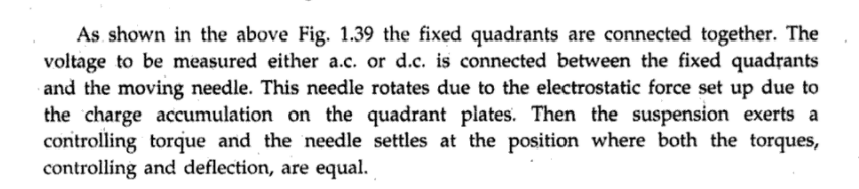 As shown in the above Fig. 1.39 the fixed quadrants are connected together. The
voltage to be measured either a.c. or d.c. is connected between the fixed quadrants
and the moving needle. This needle rotates due to the electrostatic force set up due to
the charge accumulation on the quadrant plates. Then the suspension exerts a
controlling torque and the needle settles at the position where both the torques,
controlling and deflection, are equal.